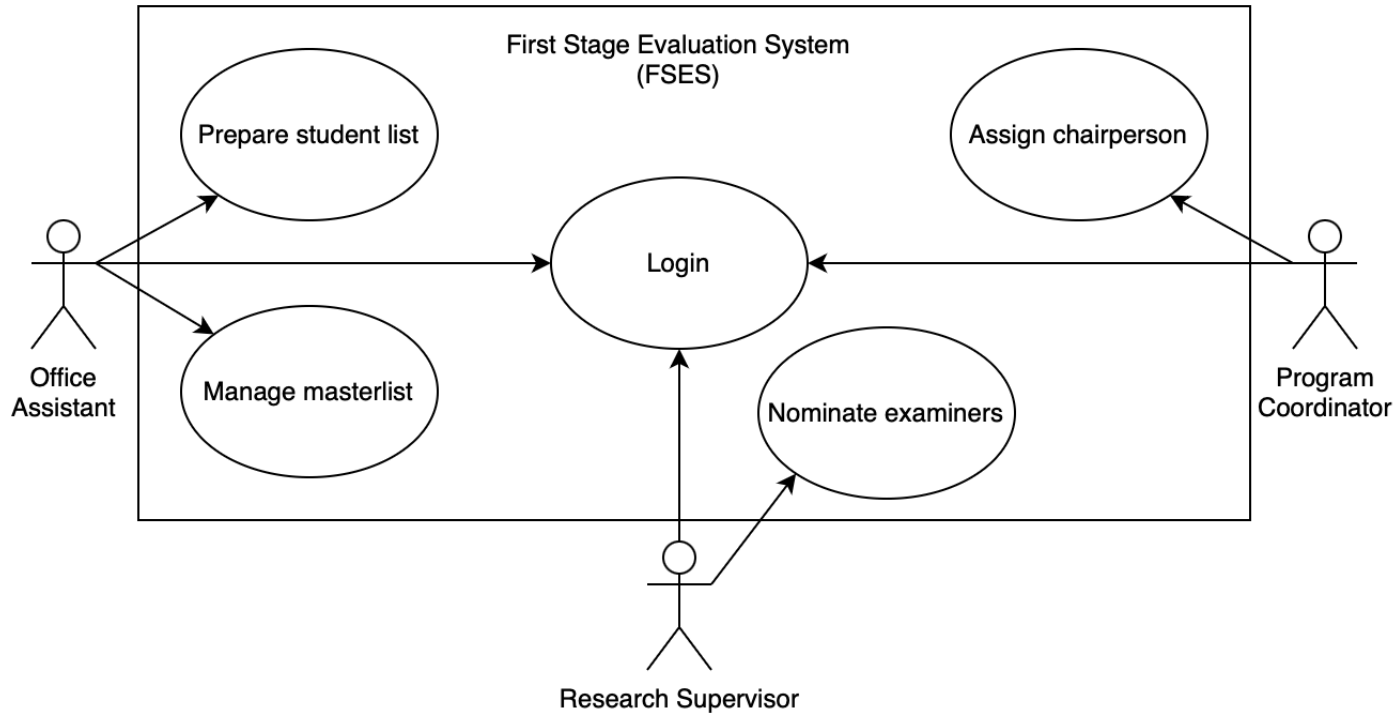 First Stage Evaluation System
(FSES)
Prepare student list
Assign chairperson
Login
Office
Assistant
Manage masterlist
Nominate examiners
Program
Coordinator
Research Supervisor